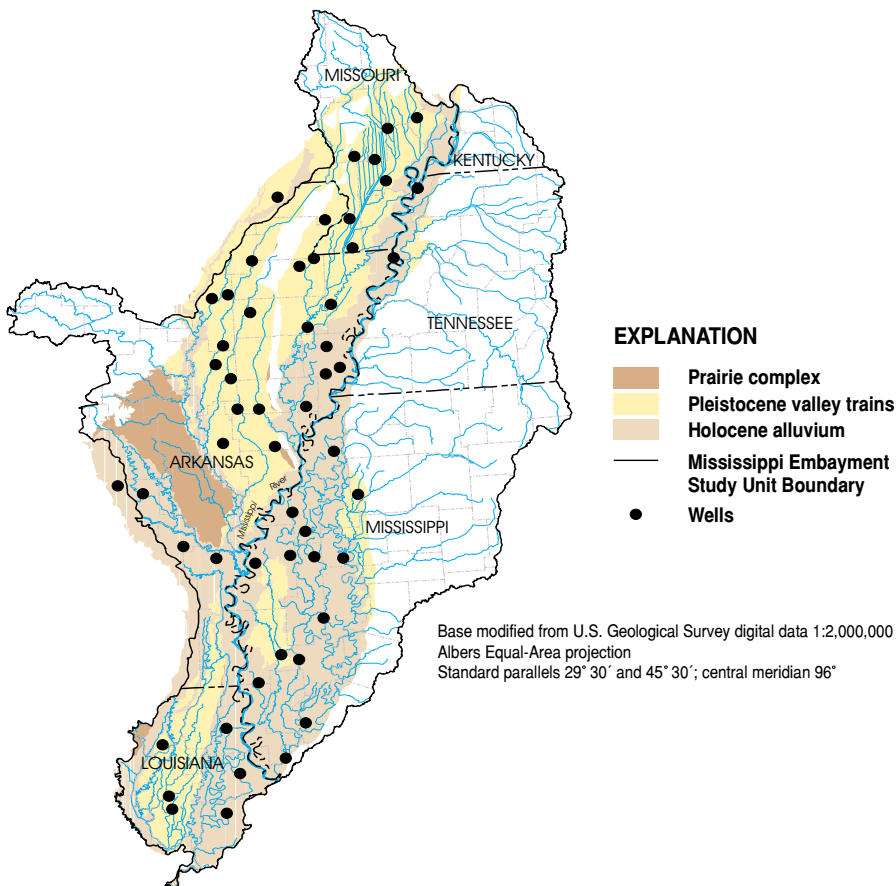 MISSOURI
KENTUCKY
TENNESSEE
ARKANSAS
Mississippi
River
MISSISSIPPI
LOUISIANA
EXPLANATION
Prairie complex
Pleistocene valley trains
Holocene alluvium
Mississippi Embayment
Study Unit Boundary
Wells
Base modified from U.S. Geological Survey digital data 1:2,000,000
Albers Equal-Area projection
Standard parallels 29° 30´ and 45° 30´; central meridian 96°